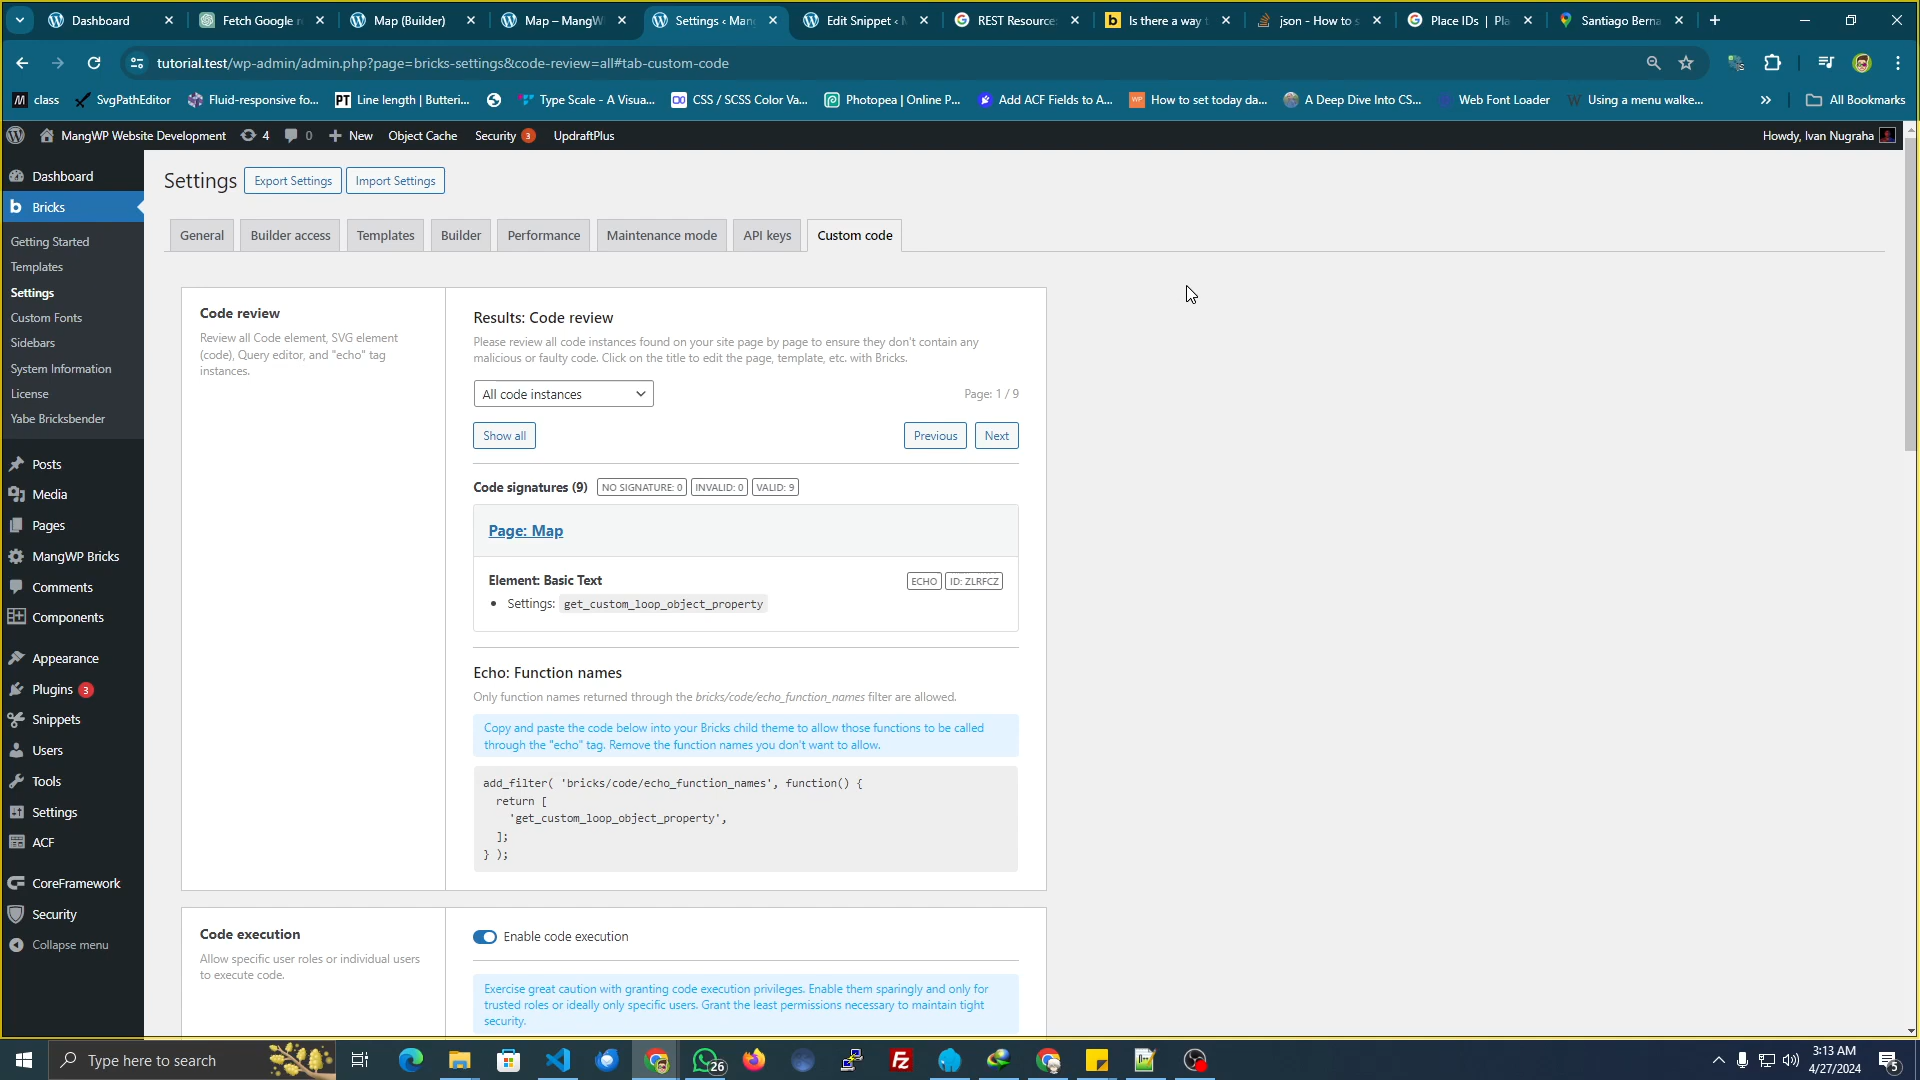 Dashboard
Fetch Google r
Map (Builder)
Map – MangW
Settings ‹ Man
Edit Snippet ‹
REST Resource:
Is there a way t
json - How to s
Place IDs | Pla
Santiago Berna
tutorial.test/wp-admin/admin.php?page=bricks-settings&code-review=all#tab-custom-code
class
SvgPathEditor
Fluid-responsive fo...
PT Line length | Butteri...
Type Scale - A Visua...
CSS / SCSS Color Va...
Photopea | Online P...
Add ACF Fields to A...
How to set today da...
A Deep Dive Into CS...
Web Font Loader
Using a menu walke...
»
All Bookmarks
MangWP Website Development
4
0
New
Object Cache
Security 3
UpdraftPlus
Howdy, Ivan Nugraha
Dashboard
Bricks
Getting Started
Templates
Settings
Custom Fonts
Sidebars
System Information
License
Yabe Bricksbender
Posts
Media
Pages
MangWP Bricks
Comments
Components
Appearance
Plugins 3
Snippets
Users
Tools
Settings
ACF
CoreFramework
Security
Collapse menu
Settings
Export Settings
Import Settings
General
Builder access
Templates
Builder
Performance
Maintenance mode
API keys
Custom code
Code review
Review all Code element, SVG element
(code), Query editor, and "echo" tag
instances.
Results: Code review
Please review all code instances found on your site page by page to ensure they don't contain any
malicious or faulty code. Click on the title to edit the page, template, etc. with Bricks.
All code instances
Page: 1 / 9
Show all
Previous
Next
Code signatures (9)
NO SIGNATURE: 0
INVALID: 0
VALID: 9
Page: Map
Element: Basic Text
ECHO
ID: ZLRFCZ
• Settings: get_custom_loop_object_property
Echo: Function names
Only function names returned through the bricks/code/echo_function_names filter are allowed.
Copy and paste the code below into your Bricks child theme to allow those functions to be called
through the "echo" tag. Remove the function names you don't want to allow.
add_filter( 'bricks/code/echo_function_names', function() {
return [
'get_custom_loop_object_property',
];
} );
Code execution
Allow specific user roles or individual users
to execute code.
Enable code execution
Exercise great caution with granting code execution privileges. Enable them sparingly and only for
trusted roles or ideally only specific users. Grant the least permissions necessary to maintain tight
security.
Type here to search
26
3:13 AM
4/27/2024
5